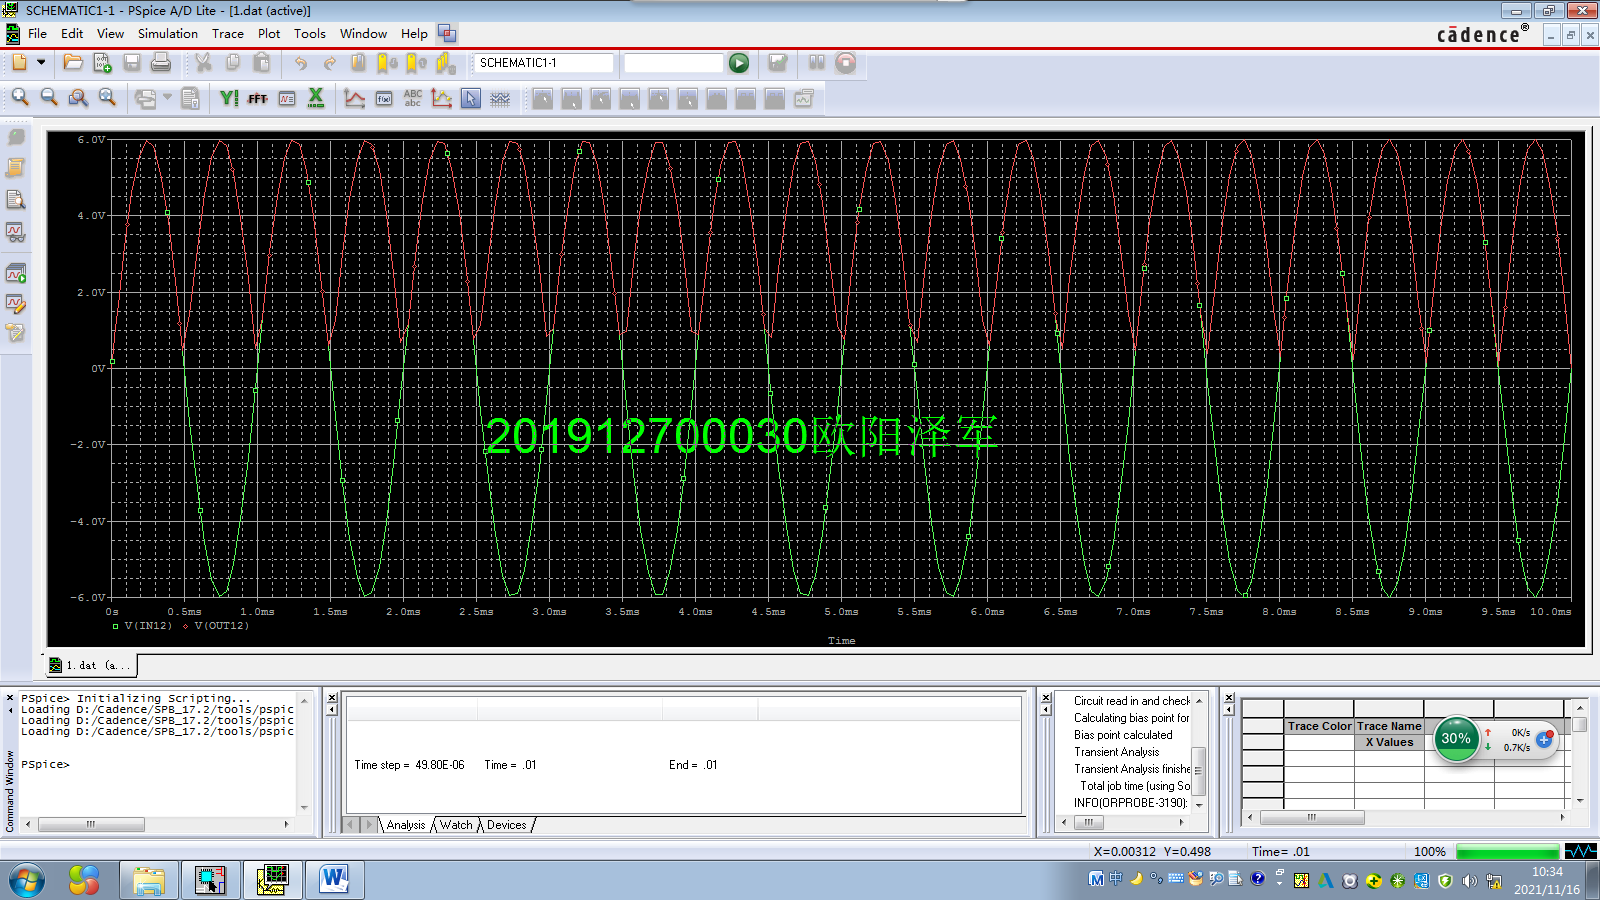 SCHEMATIC1-1 - PSpice A/D Lite - [1.dat (active)]
File Edit View Simulation Trace Plot Tools Window Help
cādence®
SCHEMATIC1-1
FFT
ABC
abc
6.0V
4.0V
2.0V
0V
-2.0V
-4.0V
-6.0V
201912700030欧阳泽军
0s 0.5ms 1.0ms 1.5ms 2.0ms 2.5ms 3.0ms 3.5ms 4.0ms 4.5ms 5.0ms 5.5ms 6.0ms 6.5ms 7.0ms 7.5ms 8.0ms 8.5ms 9.0ms 9.5ms 10.0ms
V(IN12) V(OUT12)
Time
1.dat (a...
Command Window
PSpice> Initializing Scripting...
Loading D:/Cadence/SPB_17.2/tools/pspic
Loading D:/Cadence/SPB_17.2/tools/pspic
Loading D:/Cadence/SPB_17.2/tools/pspic
PSpice>
Time step = 49.80E-06 Time = .01 End = .01
Analysis Watch Devices
Circuit read in and check
Calculating bias point for
Bias point calculated
Transient Analysis
Transient Analysis finishe
Total job time (using So
INFO(ORPROBE-3190):
Trace Color Trace Name
X Values
30% 0K/s
0.7K/s
X=0.00312 Y=0.498 Time= .01 100%
中
10:34
2021/11/16